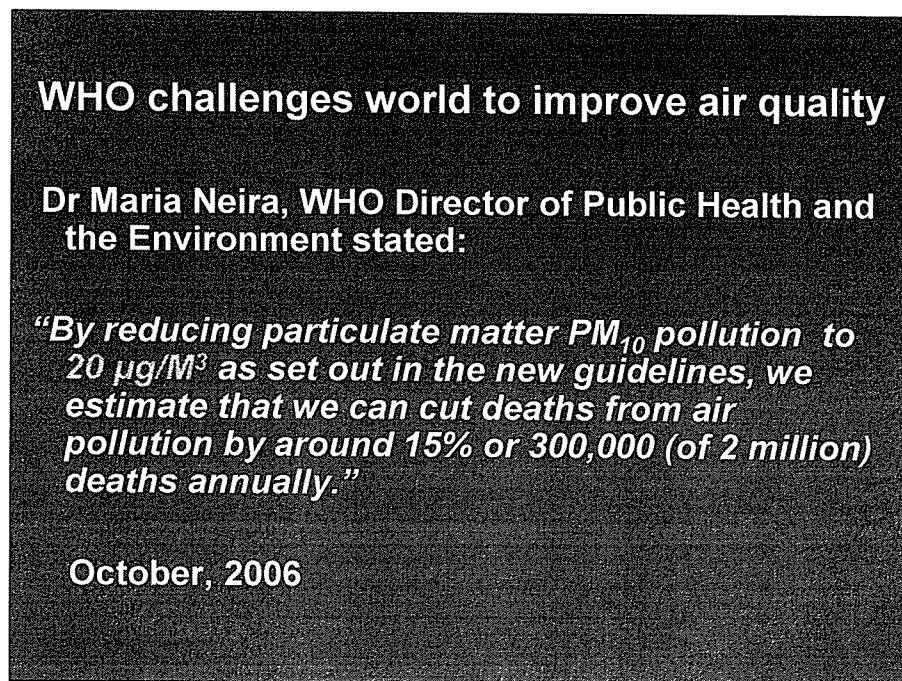 WHO challenges world to improve air quality
Dr Maria Neira, WHO Director of Public Health and
the Environment stated:
“By reducing particulate matter PM₁₀ pollution to
20 µg/M³ as set out in the new guidelines, we
estimate that we can cut deaths from air
pollution by around 15% or 300,000 (of 2 million)
deaths annually.”
October, 2006